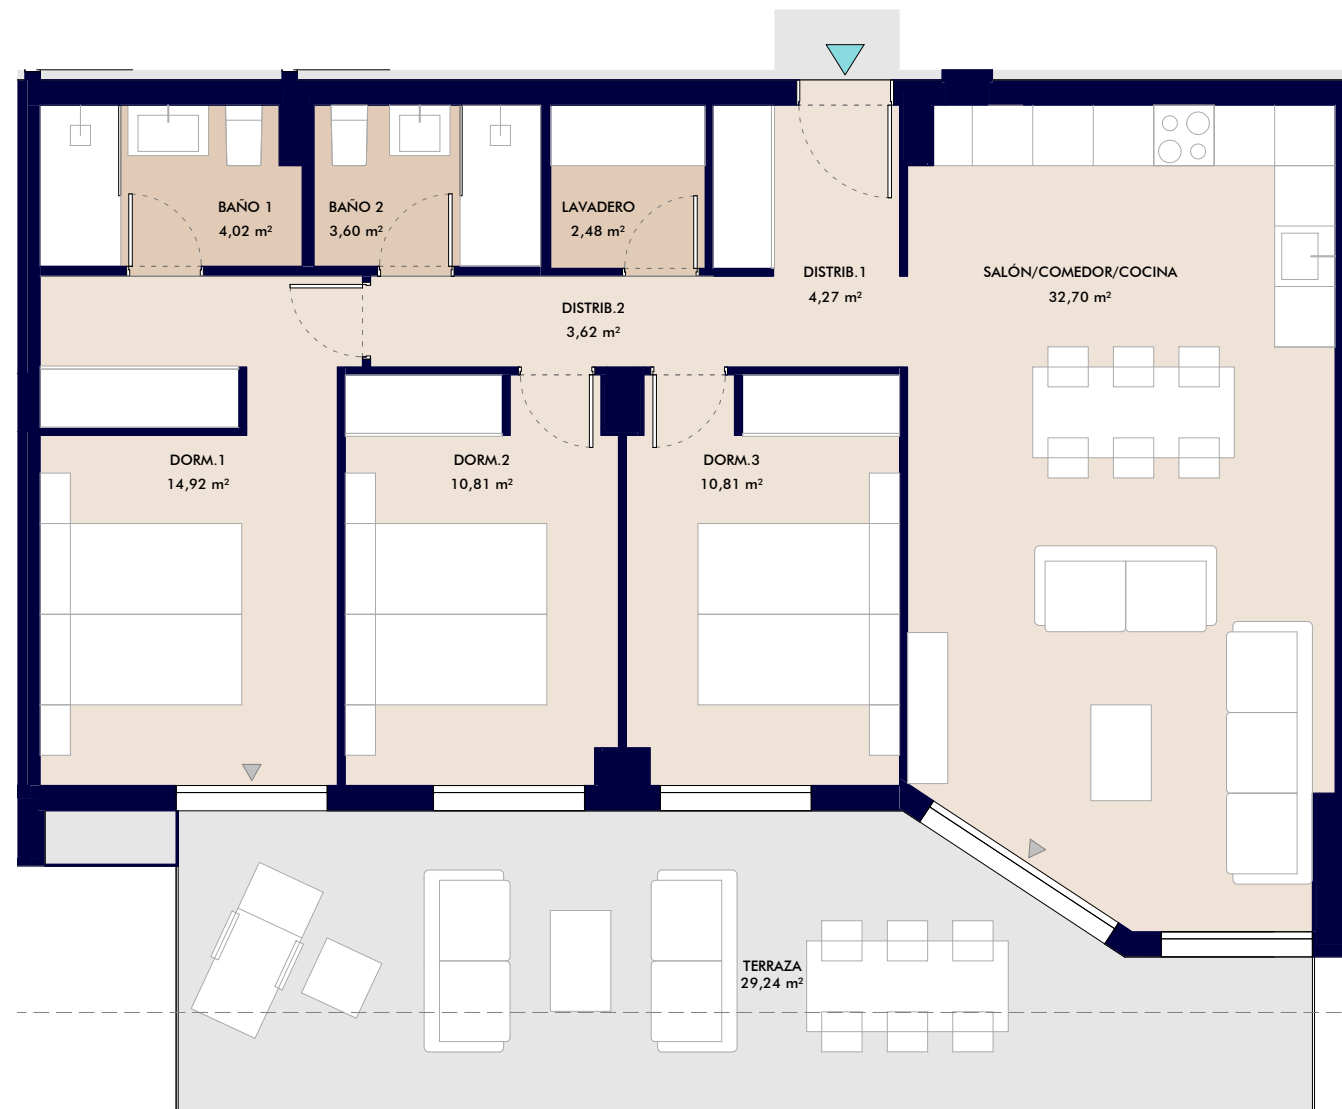 BAÑO 1
4,02 m²
BAÑO 2
3,60 m²
LAVADERO
2,48 m²
DISTRIB.1
4,27 m²
SALÓN/COMEDOR/COCINA
32,70 m²
DISTRIB.2
3,62 m²
DORM.1
14,92 m²
DORM.2
10,81 m²
DORM.3
10,81 m²
TERRAZA
29,24 m²